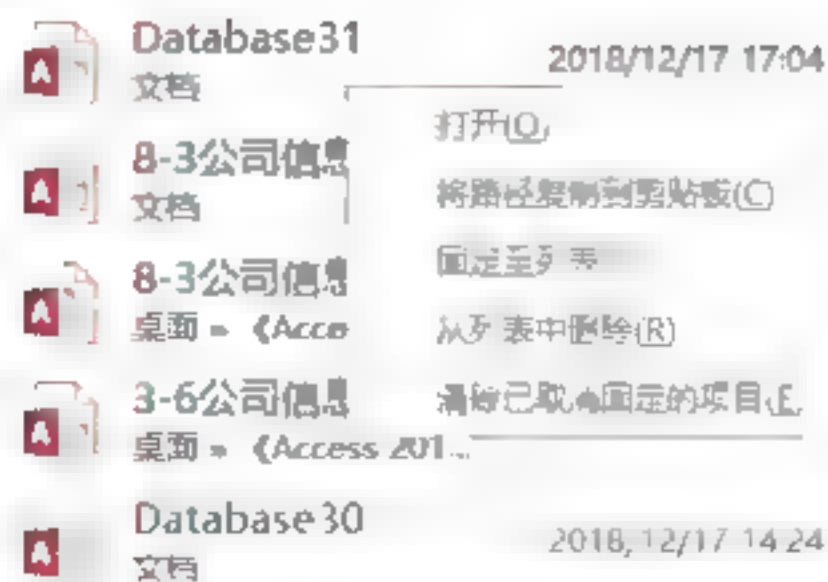 Database31
2018/12/17 17:04
文档
打开(O)
8-3公司信息
文档
将路径复制到剪贴板(C)
固定至列表
8-3公司信息
桌面 » 《Acce
从列表中删除(R)
3-6公司信息
清除已取消固定的项目(
桌面 » 《Access 201...
Database30
2018/12/17 14:24
文档